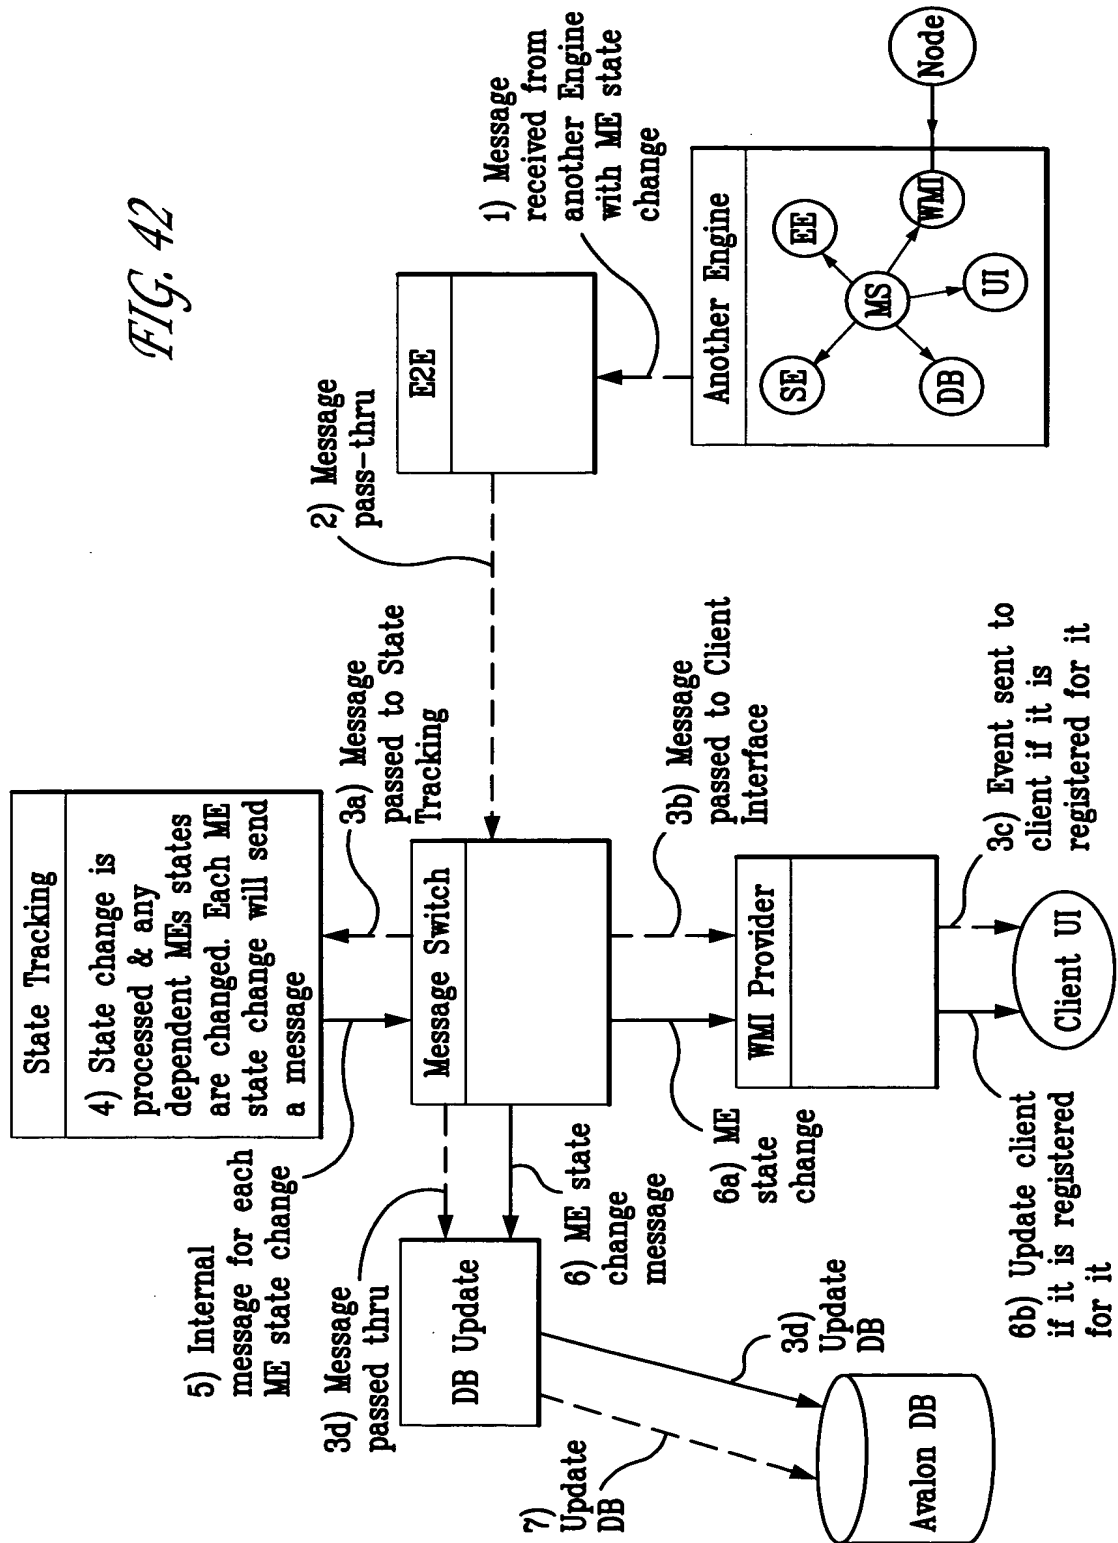 FIG. 42
State Tracking
4) State change is
processed & any
dependent MEs states
are changed. Each ME
state change will send
a message
5) Internal
message for each
ME state change
3a) Message
passed to State
Tracking
2) Message
pass-thru
E2E
1) Message
received from
another Engine
with ME state
change
Another Engine
SE
EE
MS
WMI
DB
UI
Node
Message Switch
3d) Message
passed thru
DB Update
6) ME state
change
message
6a) ME
state
change
3b) Message
passed to Client
Interface
WMI Provider
7) Update
DB
3d)
Update
DB
Avalon DB
6b) Update client
if it is registered
for it
3c) Event sent to
client if it is
registered for it
Client UI